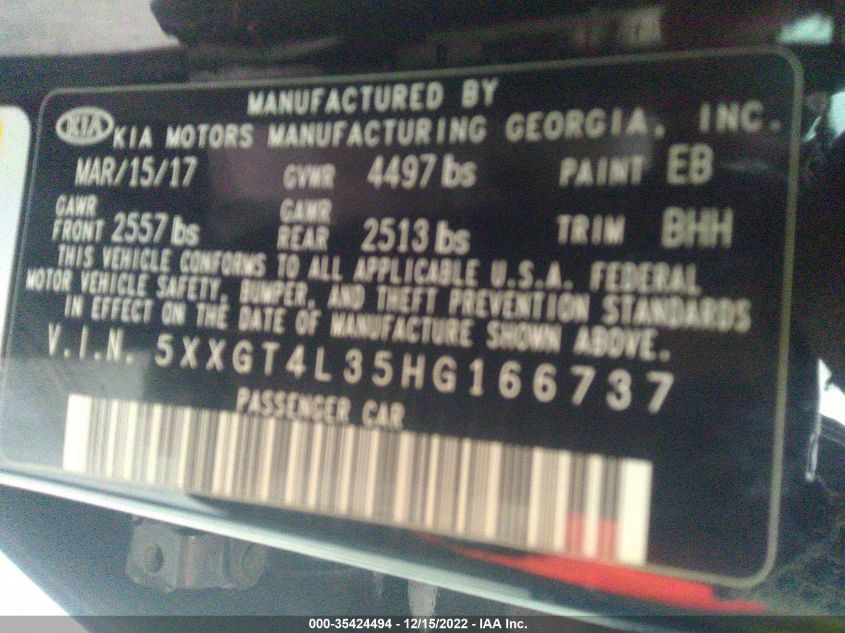 MANUFACTURED BY
KIA KIA MOTORS MANUFACTURING GEORGIA, INC.
MAR/15/17 GVWR 4497 lbs PAINT EB
GAWR GAWR
FRONT 2557 lbs REAR 2513 lbs TRIM BHH
THIS VEHICLE CONFORMS TO ALL APPLICABLE U.S.A. FEDERAL
MOTOR VEHICLE SAFETY, BUMPER, AND THEFT PREVENTION STANDARDS
IN EFFECT ON THE DATE OF MANUFACTURE SHOWN ABOVE.
V.I.N. 5XXGT4L35HG166737
PASSENGER CAR
000-35424494 - 12/15/2022 - IAA Inc.